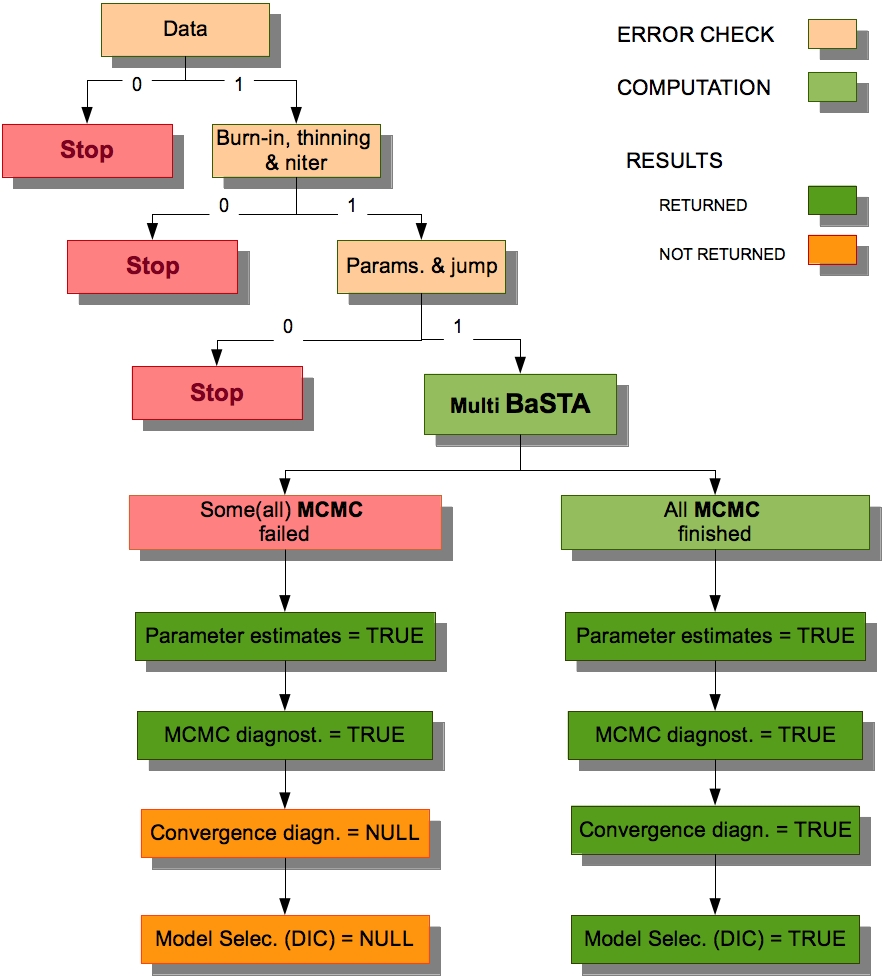 Data
ERROR CHECK
COMPUTATION
RESULTS
RETURNED
NOT RETURNED
0
1
Stop
Burn-in, thinning
& niter
0
1
Stop
Params. & jump
0
1
Stop
Multi BaSTA
Some(all) MCMC
failed
All MCMC
finished
Parameter estimates = TRUE
Parameter estimates = TRUE
MCMC diagnost. = TRUE
MCMC diagnost. = TRUE
Convergence diagn. = NULL
Convergence diagn. = TRUE
Model Selec. (DIC) = NULL
Model Selec. (DIC) = TRUE